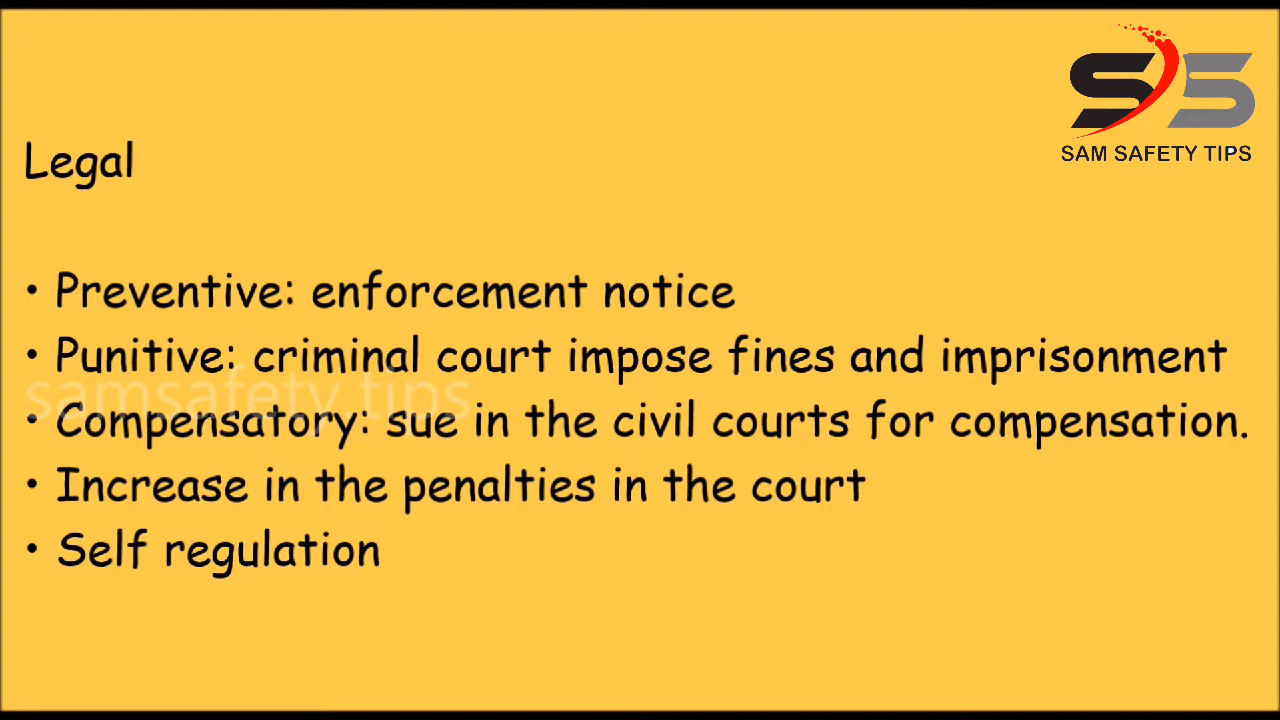 SAM SAFETY TIPS
Legal
• Preventive: enforcement notice
• Punitive: criminal court impose fines and imprisonment
samsafety.tips
• Compensatory: sue in the civil courts for compensation.
• Increase in the penalties in the court
• Self regulation